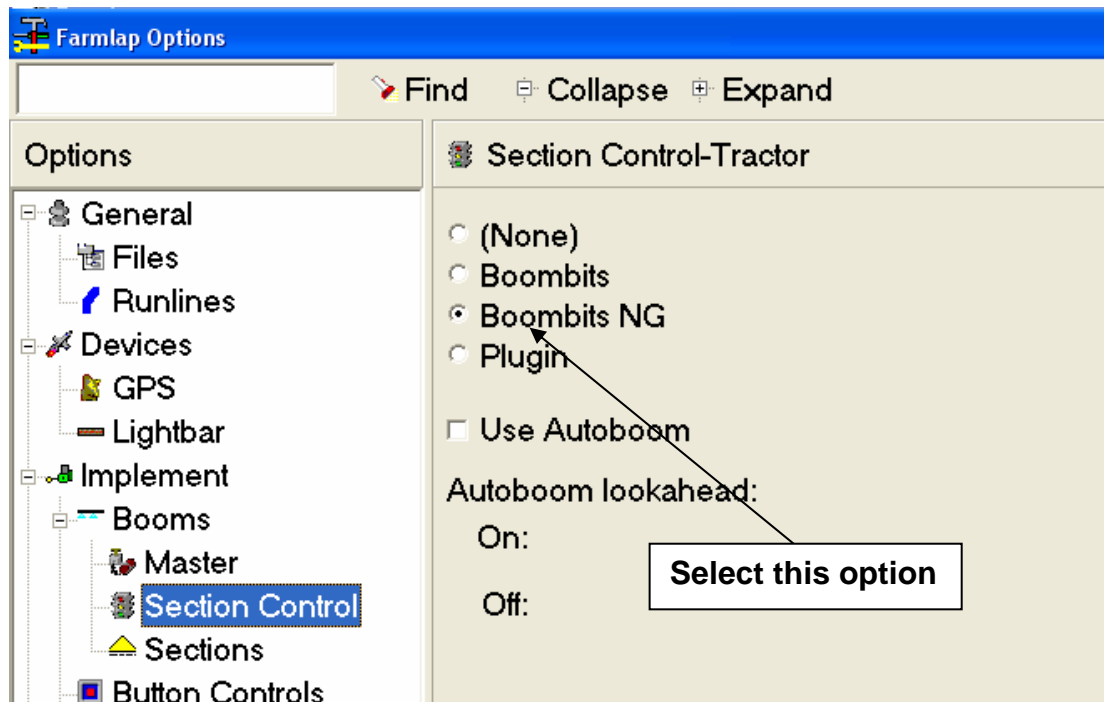 Farmlap Options
Find Collapse Expand
Options
General
Files
Runlines
Devices
GPS
Lightbar
Implement
Booms
Master
Section Control
Sections
Button Controls
Section Control-Tractor
(None)
Boombits
Boombits NG
Plugin
Use Autoboom
Autoboom lookahead:
On:
Off:
Select this option